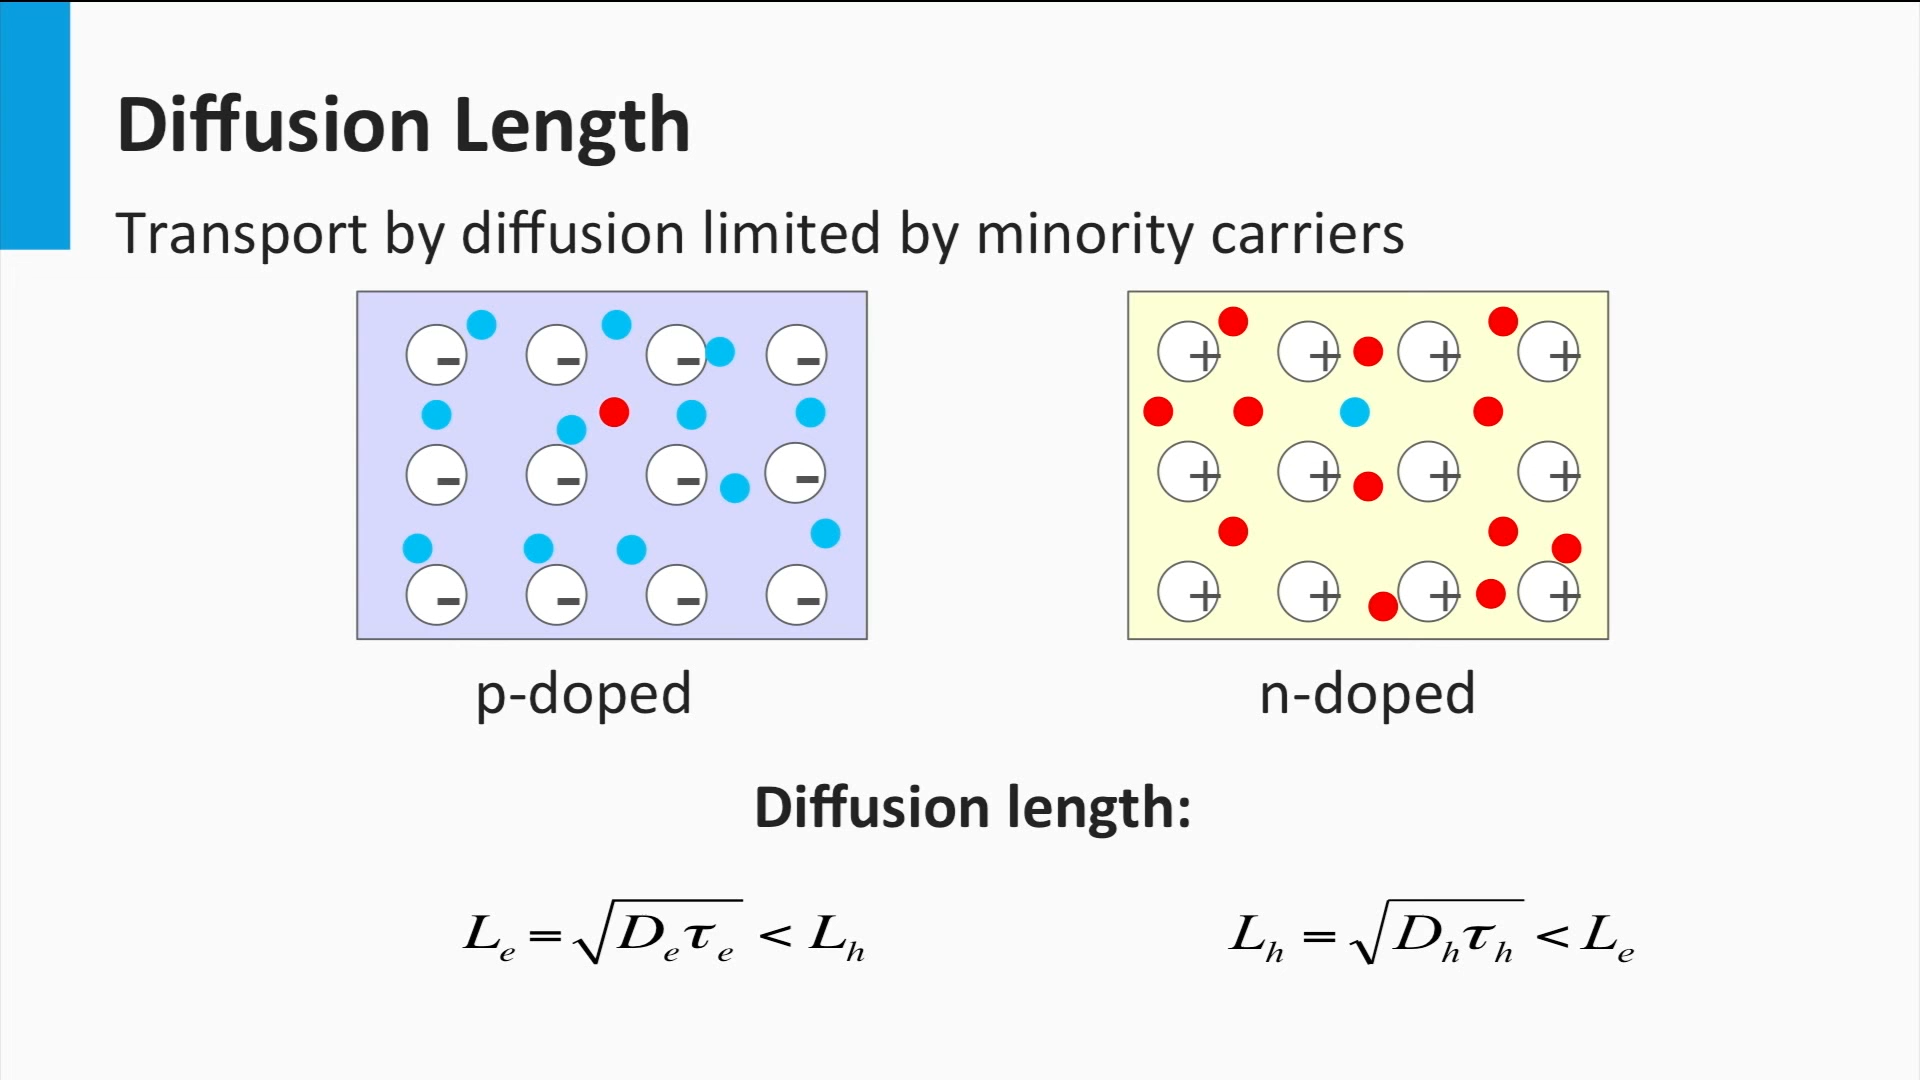 Diffusion Length
Transport by diffusion limited by minority carriers
- - - -
- - - -
- - - -
+ + + +
+ + + +
+ + + +
p-doped
n-doped
Diffusion length:
L_e = √(D_e τ_e) < L_h
L_h = √(D_h τ_h) < L_e